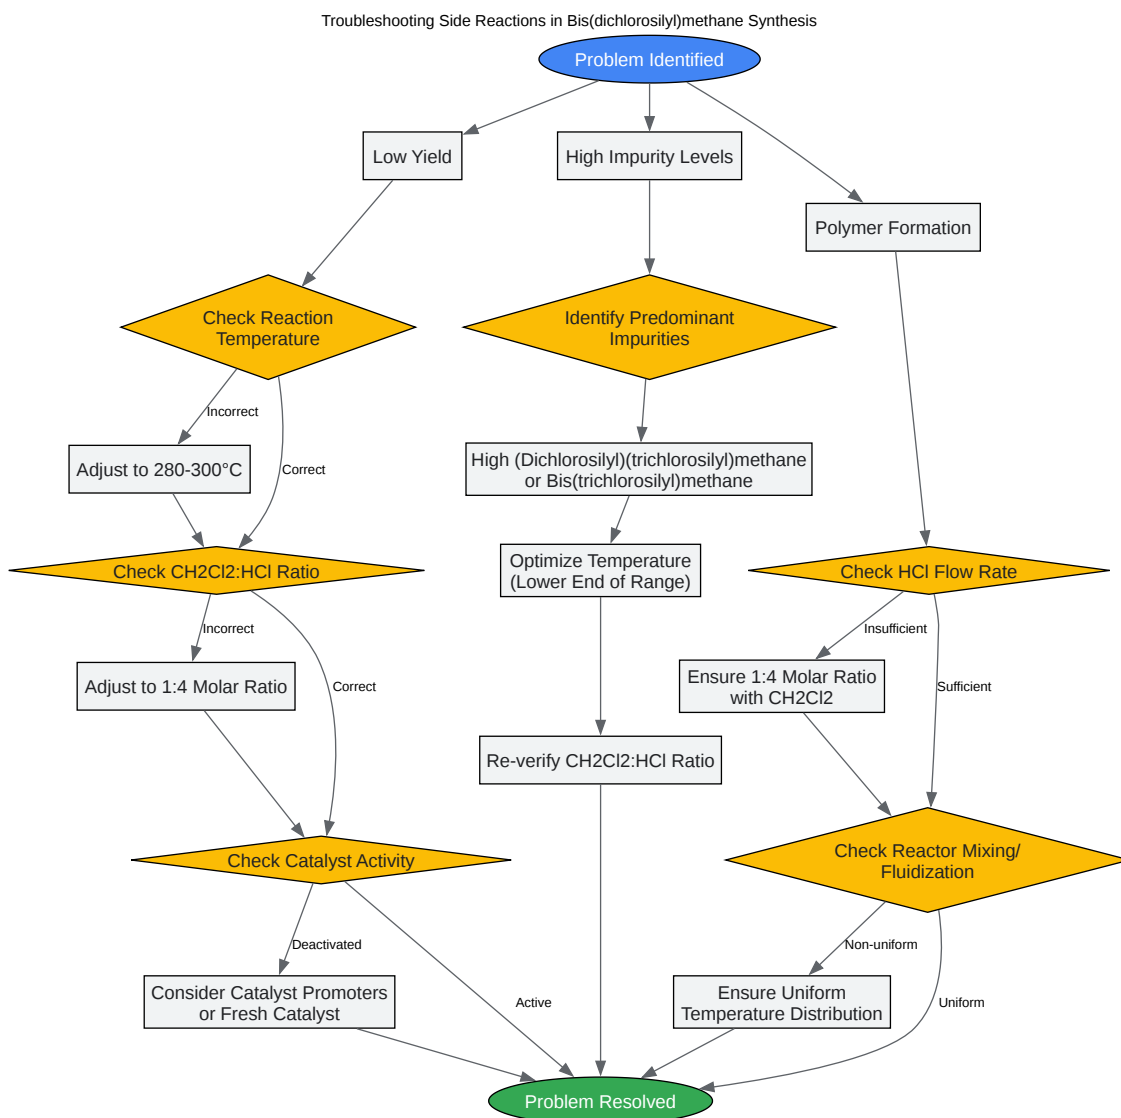 Troubleshooting Side Reactions in Bis(dichlorosilyl)methane Synthesis
Problem Identified
Low Yield
High Impurity Levels
Polymer Formation
Check Reaction
Temperature
Identify Predominant
Impurities
Incorrect
Correct
Adjust to 280-300°C
High (Dichlorosilyl)(trichlorosilyl)methane
or Bis(trichlorosilyl)methane
Check CH2Cl2:HCl Ratio
Optimize Temperature
(Lower End of Range)
Check HCl Flow Rate
Incorrect
Insufficient
Adjust to 1:4 Molar Ratio
Correct
Ensure 1:4 Molar Ratio
with CH2Cl2
Sufficient
Re-verify CH2Cl2:HCl Ratio
Check Catalyst Activity
Check Reactor Mixing/
Fluidization
Deactivated
Non-uniform
Consider Catalyst Promoters
or Fresh Catalyst
Active
Ensure Uniform
Temperature Distribution
Uniform
Problem Resolved